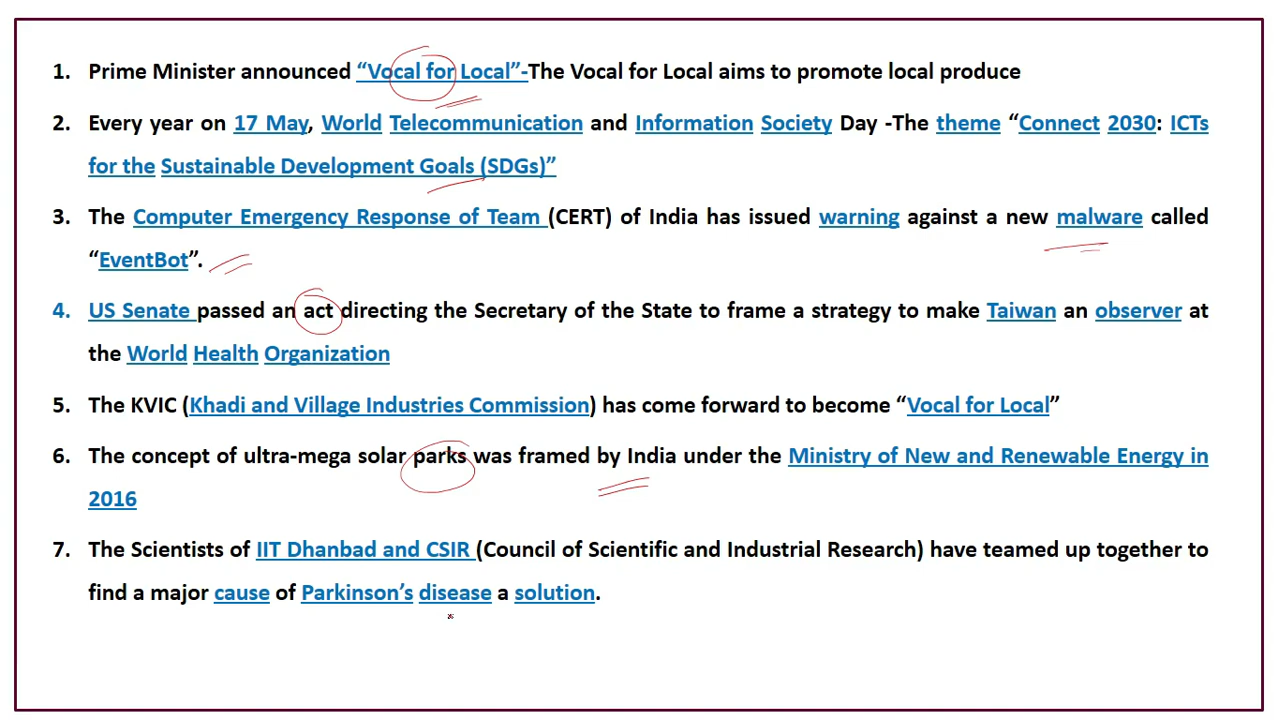 1. Prime Minister announced “Vocal for Local”-The Vocal for Local aims to promote local produce
2. Every year on 17 May, World Telecommunication and Information Society Day -The theme “Connect 2030: ICTs
for the Sustainable Development Goals (SDGs)”
3. The Computer Emergency Response of Team (CERT) of India has issued warning against a new malware called
“EventBot”.
4. US Senate passed an act directing the Secretary of the State to frame a strategy to make Taiwan an observer at
the World Health Organization
5. The KVIC (Khadi and Village Industries Commission) has come forward to become “Vocal for Local”
6. The concept of ultra-mega solar parks was framed by India under the Ministry of New and Renewable Energy in
2016
7. The Scientists of IIT Dhanbad and CSIR (Council of Scientific and Industrial Research) have teamed up together to
find a major cause of Parkinson’s disease a solution.